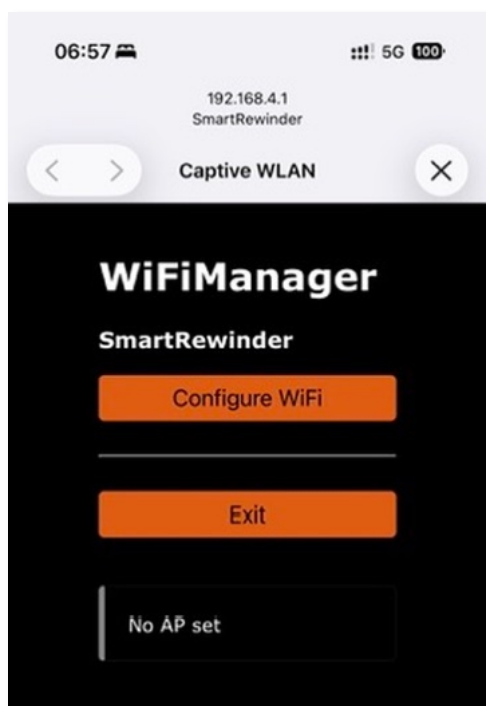 06:57
5G 100
192.168.4.1
SmartRewinder
Captive WLAN
WiFiManager
SmartRewinder
Configure WiFi
Exit
No AP set